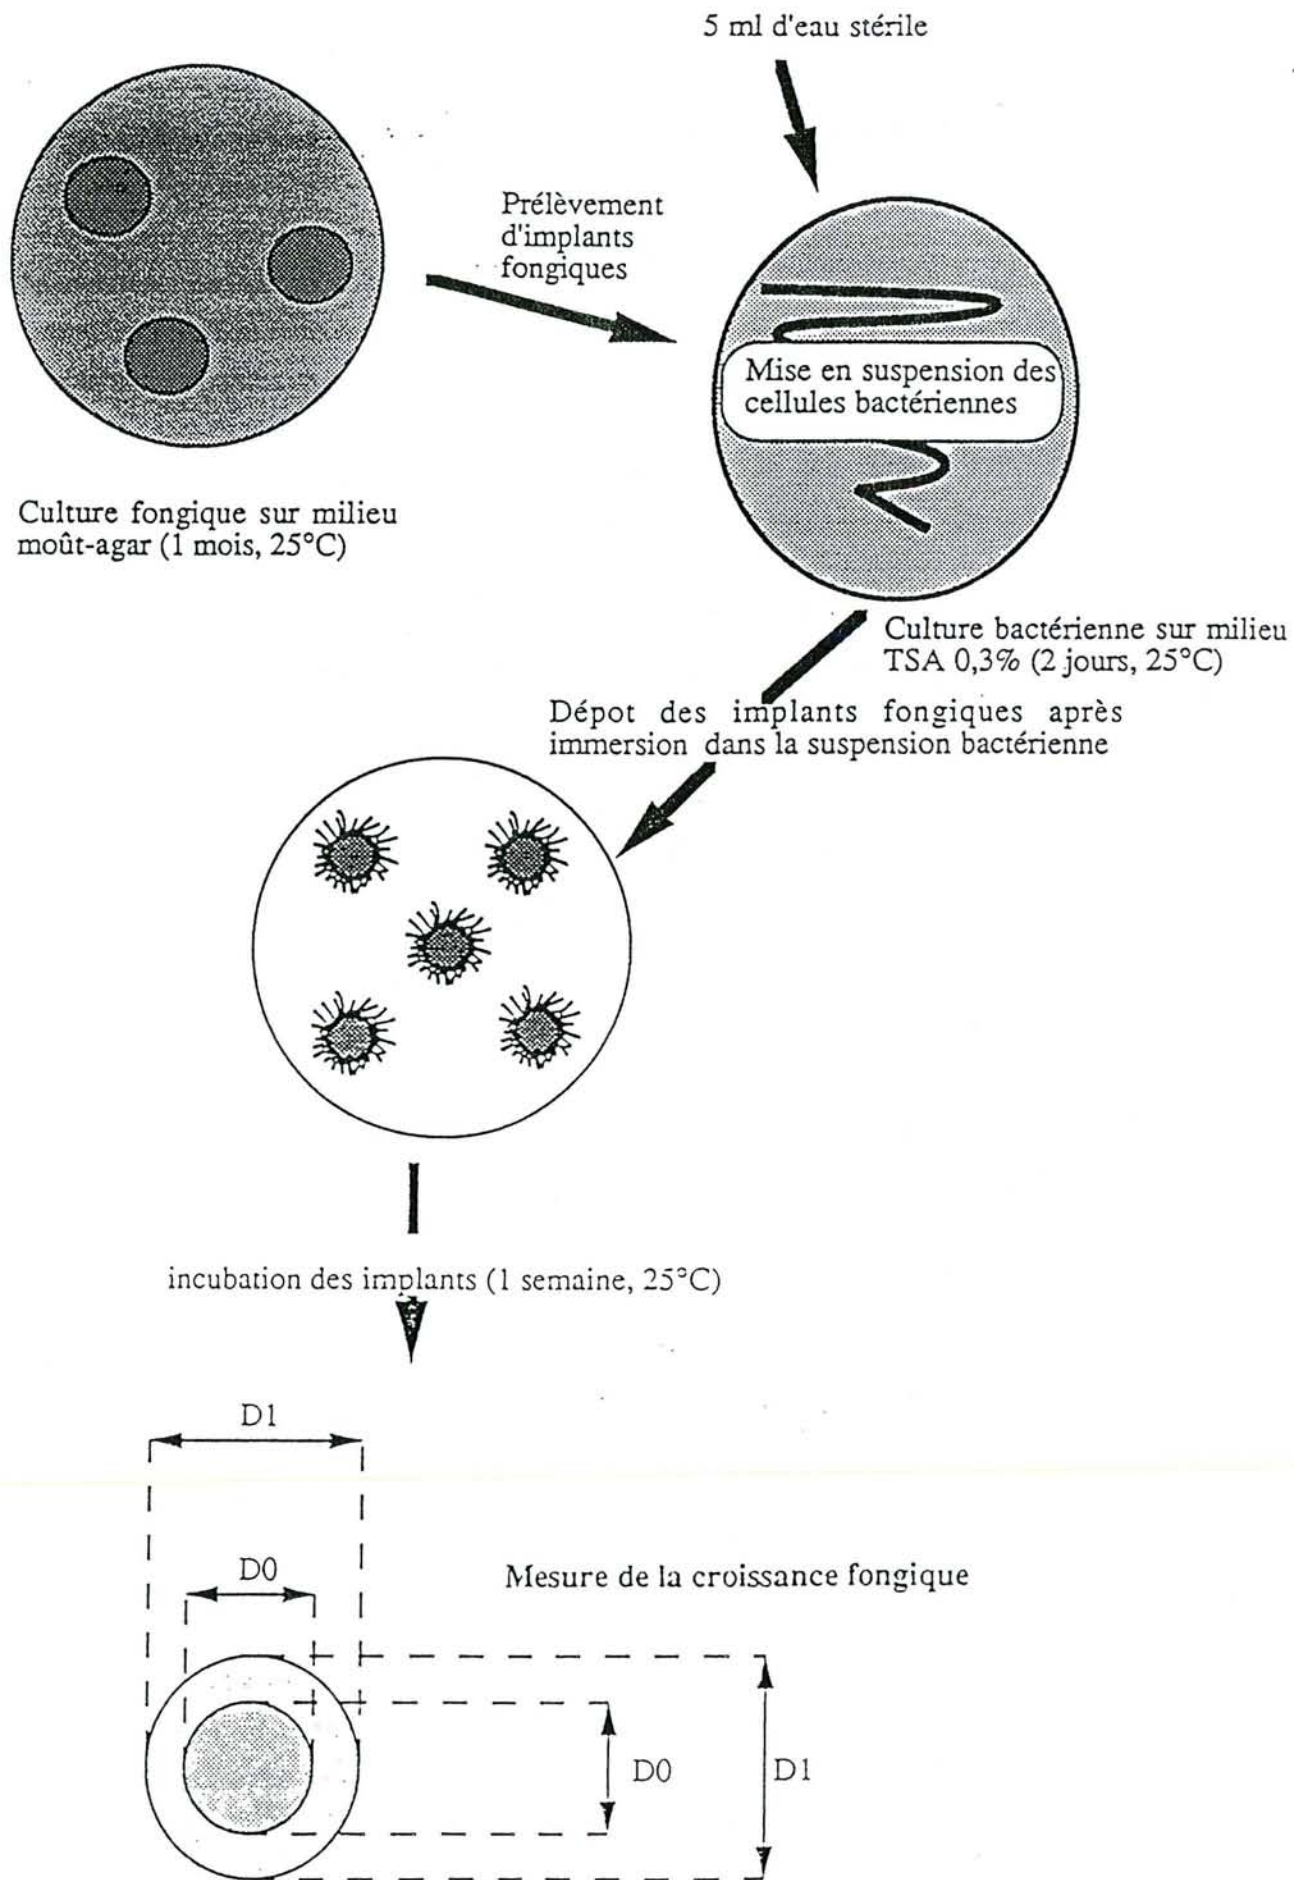 5 ml d'eau stérile
Prélèvement
d'implants
fongiques
Mise en suspension des
cellules bactériennes
Culture fongique sur milieu
moût-agar (1 mois, 25°C)
Culture bactérienne sur milieu
TSA 0,3% (2 jours, 25°C)
Dépot des implants fongiques après
immersion dans la suspension bactérienne
incubation des implants (1 semaine, 25°C)
D1
D0
Mesure de la croissance fongique
D0
D1